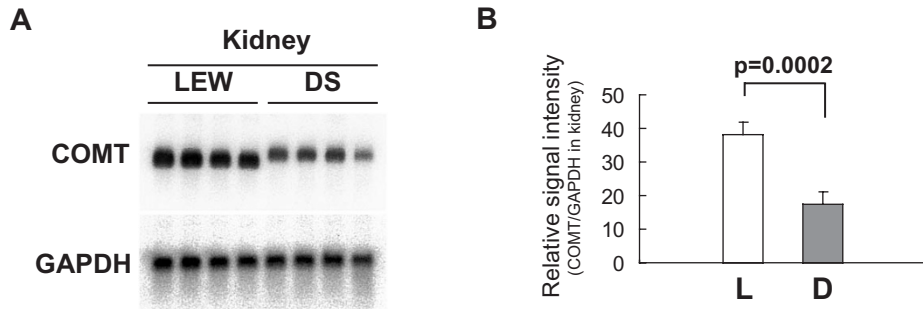 A
Kidney
LEW DS
COMT
GAPDH
B
p=0.0002
Relative signal intensity
(COMT/GAPDH in kidney)
50
40
30
20
10
0
L D